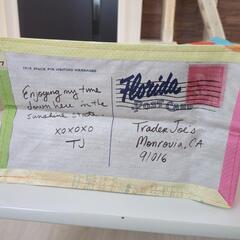 THIS SPACE FOR WRITING MESSAGES
Enjoying my time
down here in the
sunshine state.
xoxoxo
TJ
Florida
POST CARD
Trader Joe's
Monrovia, CA
91016